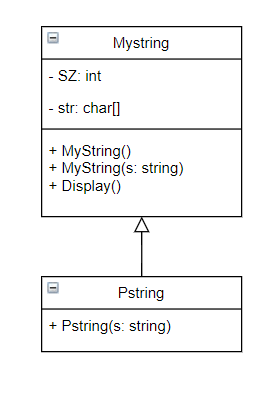 Mystring
- SZ: int
- str: char[]
+ MyString()
+ MyString(s: string)
+ Display()
Pstring
+ Pstring(s: string)